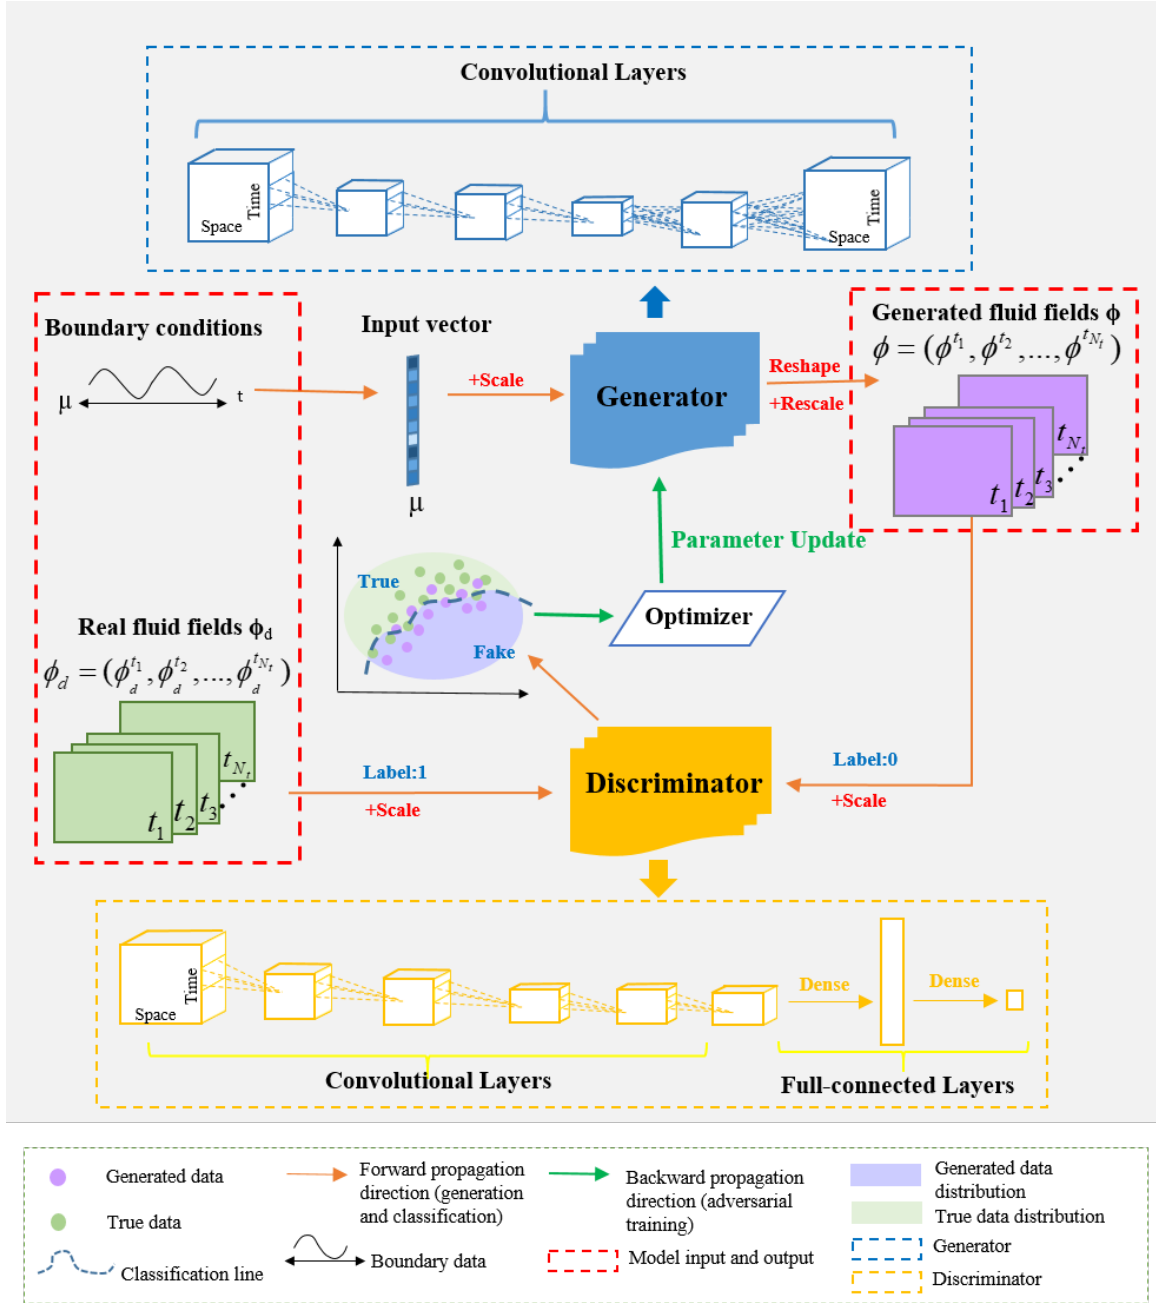 Convolutional Layers
Space
Time
Space
Time
Boundary conditions
μ
t
Input vector
μ
+Scale
Generator
Reshape
+Rescale
Generated fluid fields ϕ
ϕ = (ϕ^{t_1}, ϕ^{t_2}, ..., ϕ^{t_{N_t}})
t_1
t_2
t_3
t_{N_t}
Parameter Update
True
Fake
Optimizer
Real fluid fields ϕ_d
ϕ_d = (ϕ_d^{t_1}, ϕ_d^{t_2}, ..., ϕ_d^{t_{N_t}})
t_1
t_2
t_3
t_{N_t}
Label:1
+Scale
Discriminator
Label:0
+Scale
Space
Time
Dense
Dense
Convolutional Layers
Full-connected Layers
Generated data
True data
Classification line
Forward propagation
direction (generation
and classification)
Boundary data
Backward propagation
direction (adversarial
training)
Model input and output
Generated data
distribution
True data distribution
Generator
Discriminator